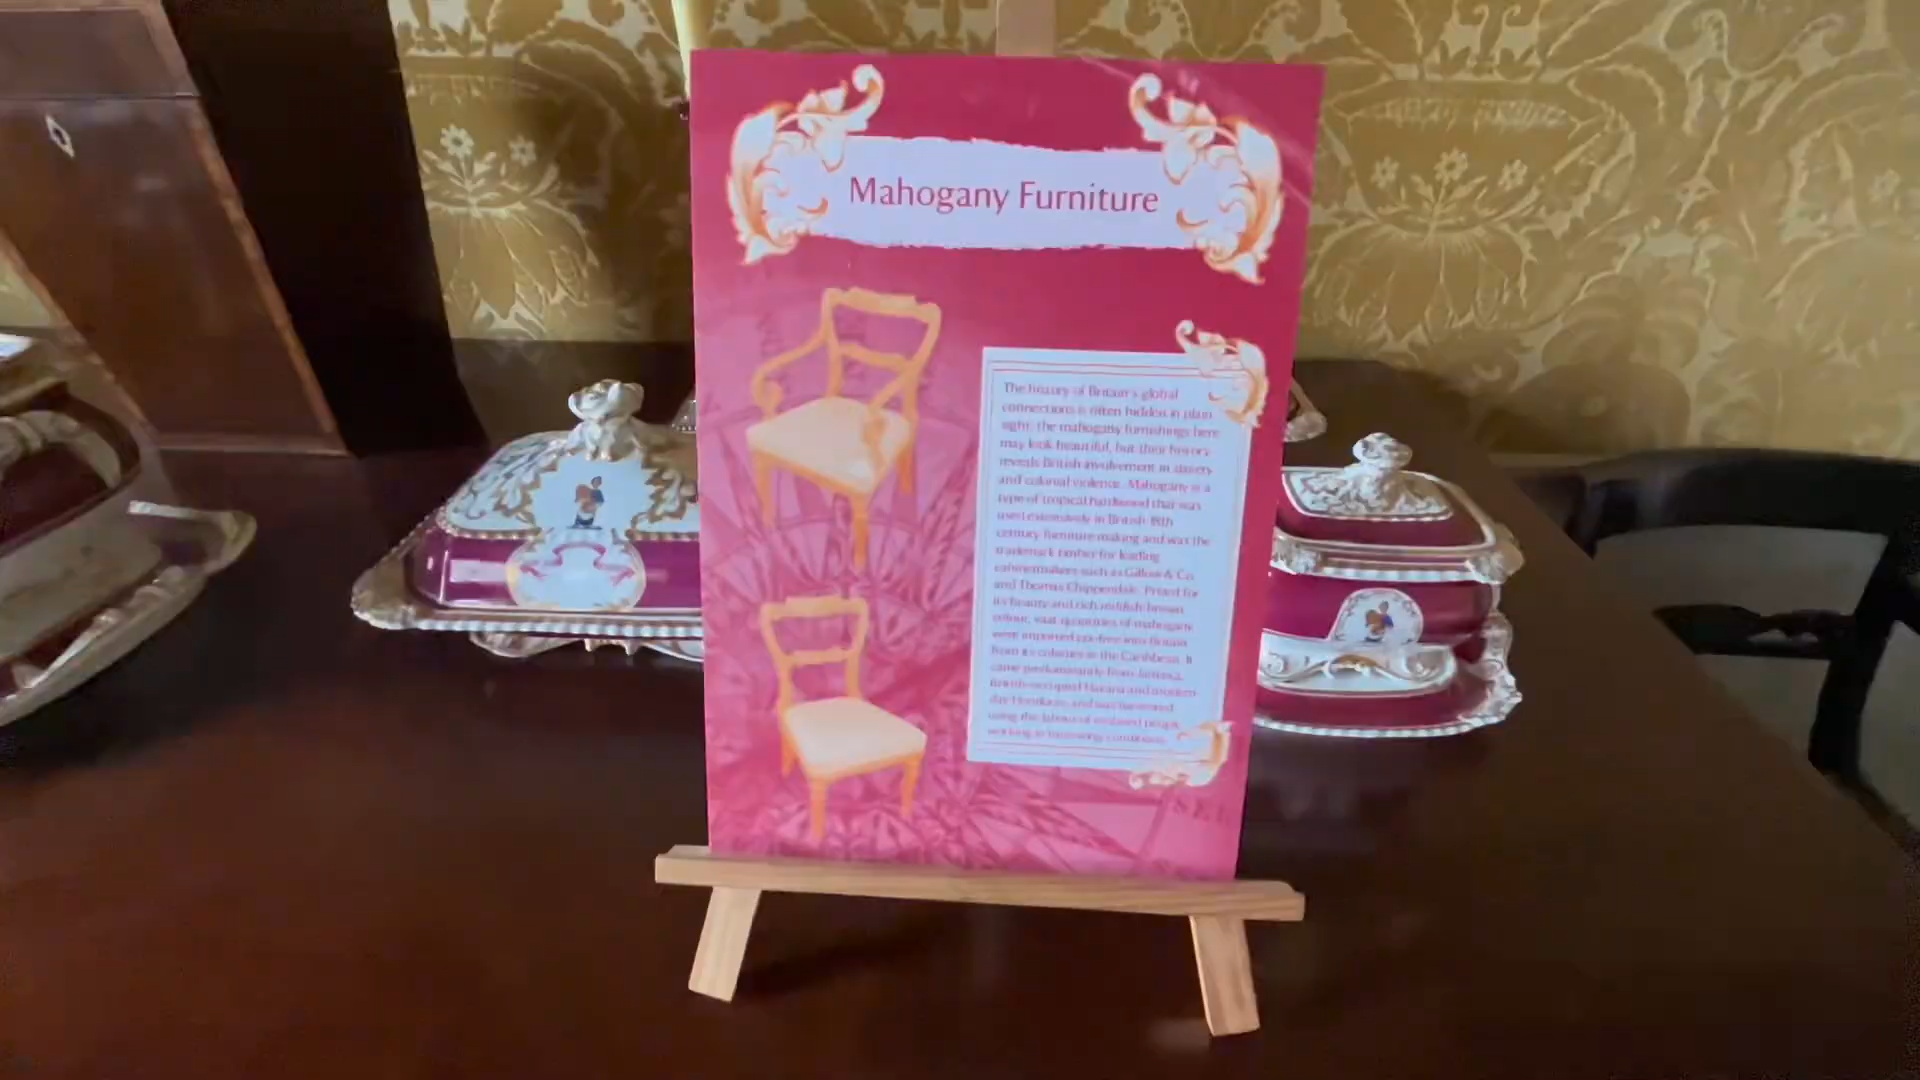 Mahogany Furniture
The history of Britain's global
connections is often hidden in plain
sight: the mahogany furnishings here
may look beautiful, but their history
reveals British involvement in slavery
and colonial violence. Mahogany is a
type of tropical hardwood that was
used extensively in British 18th
century furniture making and was the
trademark timber for leading
cabinetmakers such as Gillow & Co.
and Thomas Chippendale. Prized for
its beauty and rich reddish brown
colour, vast quantities of mahogany
were imported tax-free into Britain
from its colonies in the Caribbean. It
came predominantly from Jamaica,
British-occupied Havana and modern
day Honduras, and was harvested
using the labour of enslaved people
working in harrowing conditions.